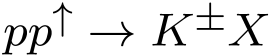 pp↑ → K±X